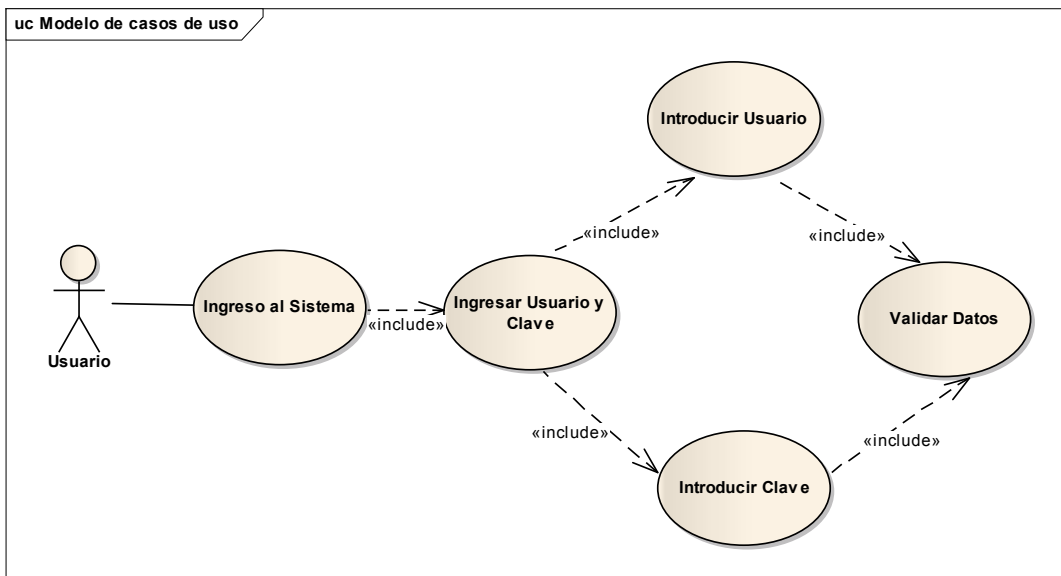 uc Modelo de casos de uso
Introducir Usuario
«include»
«include»
Usuario
Ingreso al Sistema
«include»
Ingresar Usuario y
Clave
Validar Datos
«include»
«include»
Introducir Clave